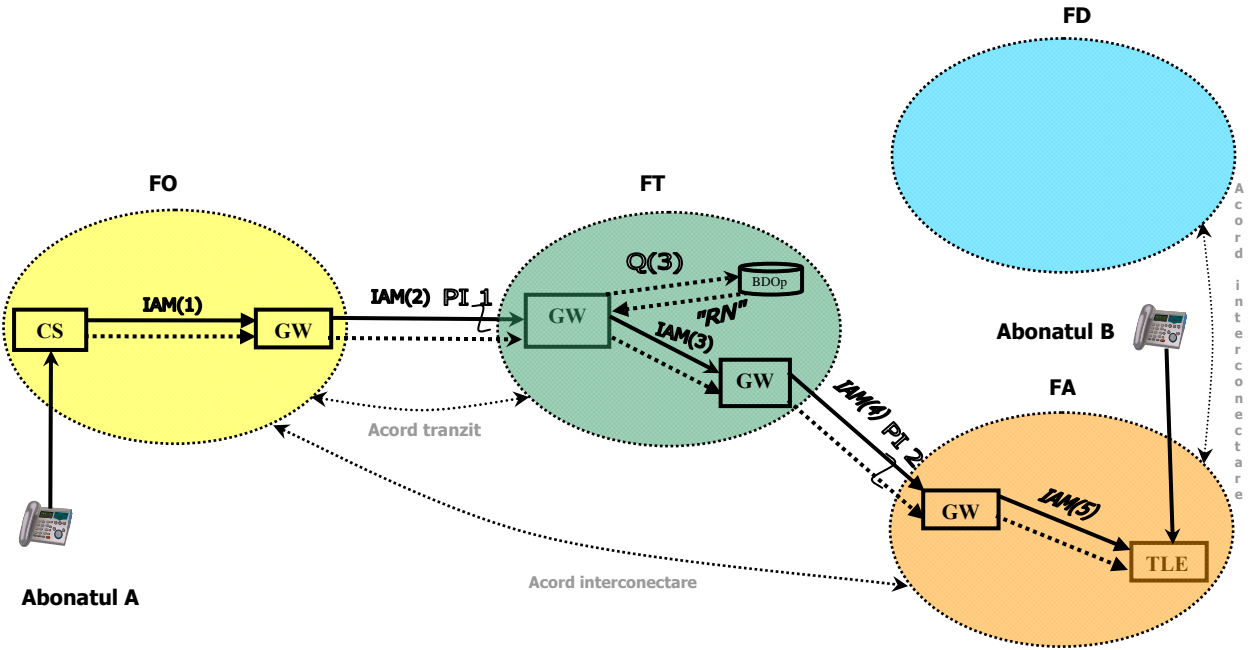 FD
FO
FT
Q(3)
BDOp
"RN"
IAM(1)
IAM(2)
PI 1
CS
GW
GW
IAM(3)
GW
Abonatul B
Acord interconectare
FA
IAM(4)
PI 2
Acord tranzit
GW
IAM(5)
TLE
Acord interconectare
Abonatul A